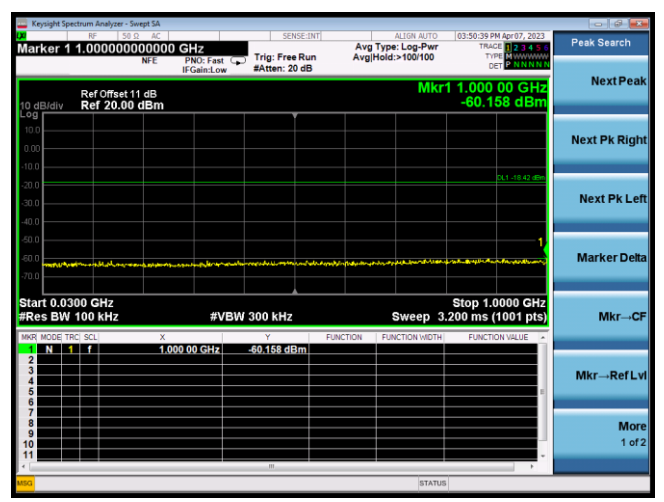 Keysight Spectrum Analyzer - Swept SA
RF 50 Ω AC SENSE:INT ALIGN AUTO 03:50:39 PM Apr 07, 2023
Marker 1 1.000000000000 GHz
NFE PNO: Fast IFGain:Low
Trig: Free Run #Atten: 20 dB
Avg Type: Log-Pwr Avg|Hold:>100/100
TRACE 1 2 3 4 5 6
TYPE M WWWWW
DET P N N N N N
Peak Search
Ref Offset 11 dB
10 dB/div Ref 20.00 dBm
Log
Mkr1 1.000 00 GHz
-60.158 dBm
10.0
0.00
-10.0
-20.0
DL1 -18.42 dBm
-30.0
-40.0
-50.0
1
-60.0
-70.0
Start 0.0300 GHz Stop 1.0000 GHz
#Res BW 100 kHz #VBW 300 kHz Sweep 3.200 ms (1001 pts)
MKR MODE TRC SCL X Y FUNCTION FUNCTION WIDTH FUNCTION VALUE
1 N 1 f 1.000 00 GHz -60.158 dBm
2
3
4
5
6
7
8
9
10
11
MSG STATUS
Next Peak
Next Pk Right
Next Pk Left
Marker Delta
Mkr→CF
Mkr→Ref Lvl
More
1 of 2